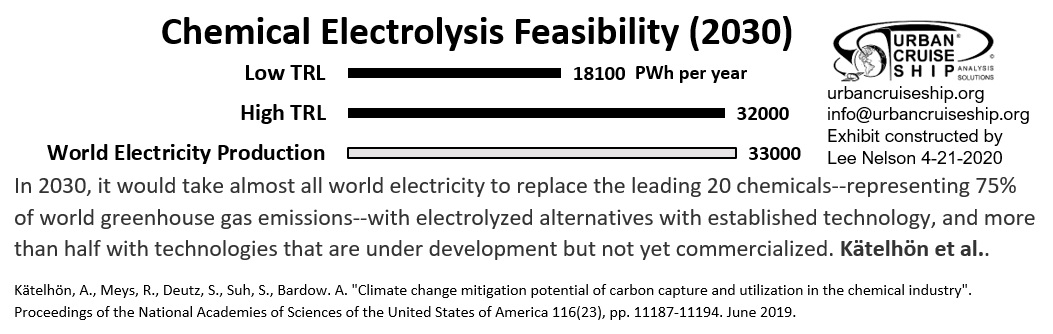 Chemical Electrolysis Feasibility (2030)
Low TRL 18100 PWh per year
High TRL 32000
World Electricity Production 33000
URBAN®
CRUISE
SHIP ANALYSIS SOLUTIONS
©
urbancruiseship.org
info@urbancruiseship.org
Exhibit constructed by
Lee Nelson 4-21-2020
In 2030, it would take almost all world electricity to replace the leading 20 chemicals--representing 75%
of world greenhouse gas emissions--with electrolyzed alternatives with established technology, and more
than half with technologies that are under development but not yet commercialized. Kätelhön et al..
Kätelhön, A., Meys, R., Deutz, S., Suh, S., Bardow. A. "Climate change mitigation potential of carbon capture and utilization in the chemical industry".
Proceedings of the National Academies of Sciences of the United States of America 116(23), pp. 11187-11194. June 2019.